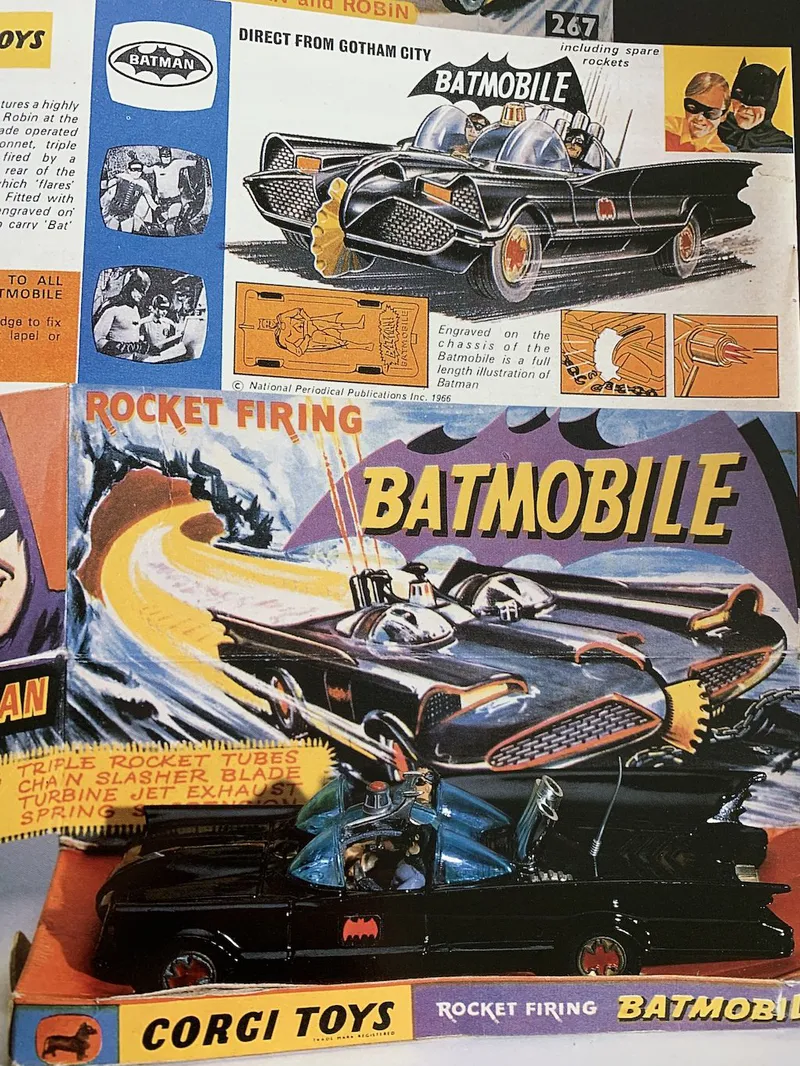 and ROBIN
267
OYS
BATMAN
DIRECT FROM GOTHAM CITY
including spare
rockets
BATMOBILE
tures a highly
Robin at the
ade operated
onnet, triple
fired by a
rear of the
hich 'flares'
Fitted with
engraved on
carry 'Bat'
TO ALL
TMOBILE
dge to fix
lapel or
BATMOBILE
Engraved on the
chassis of the
Batmobile is a full
length illustration of
Batman
© National Periodical Publications Inc. 1966
ROCKET FIRING
BATMOBILE
AN
TRIPLE ROCKET TUBES
CHAIN SLASHER BLADE
TURBINE JET EXHAUST
SPRING
CORGI TOYS
TRADE MARK REGISTERED
ROCKET FIRING
BATMOBIL